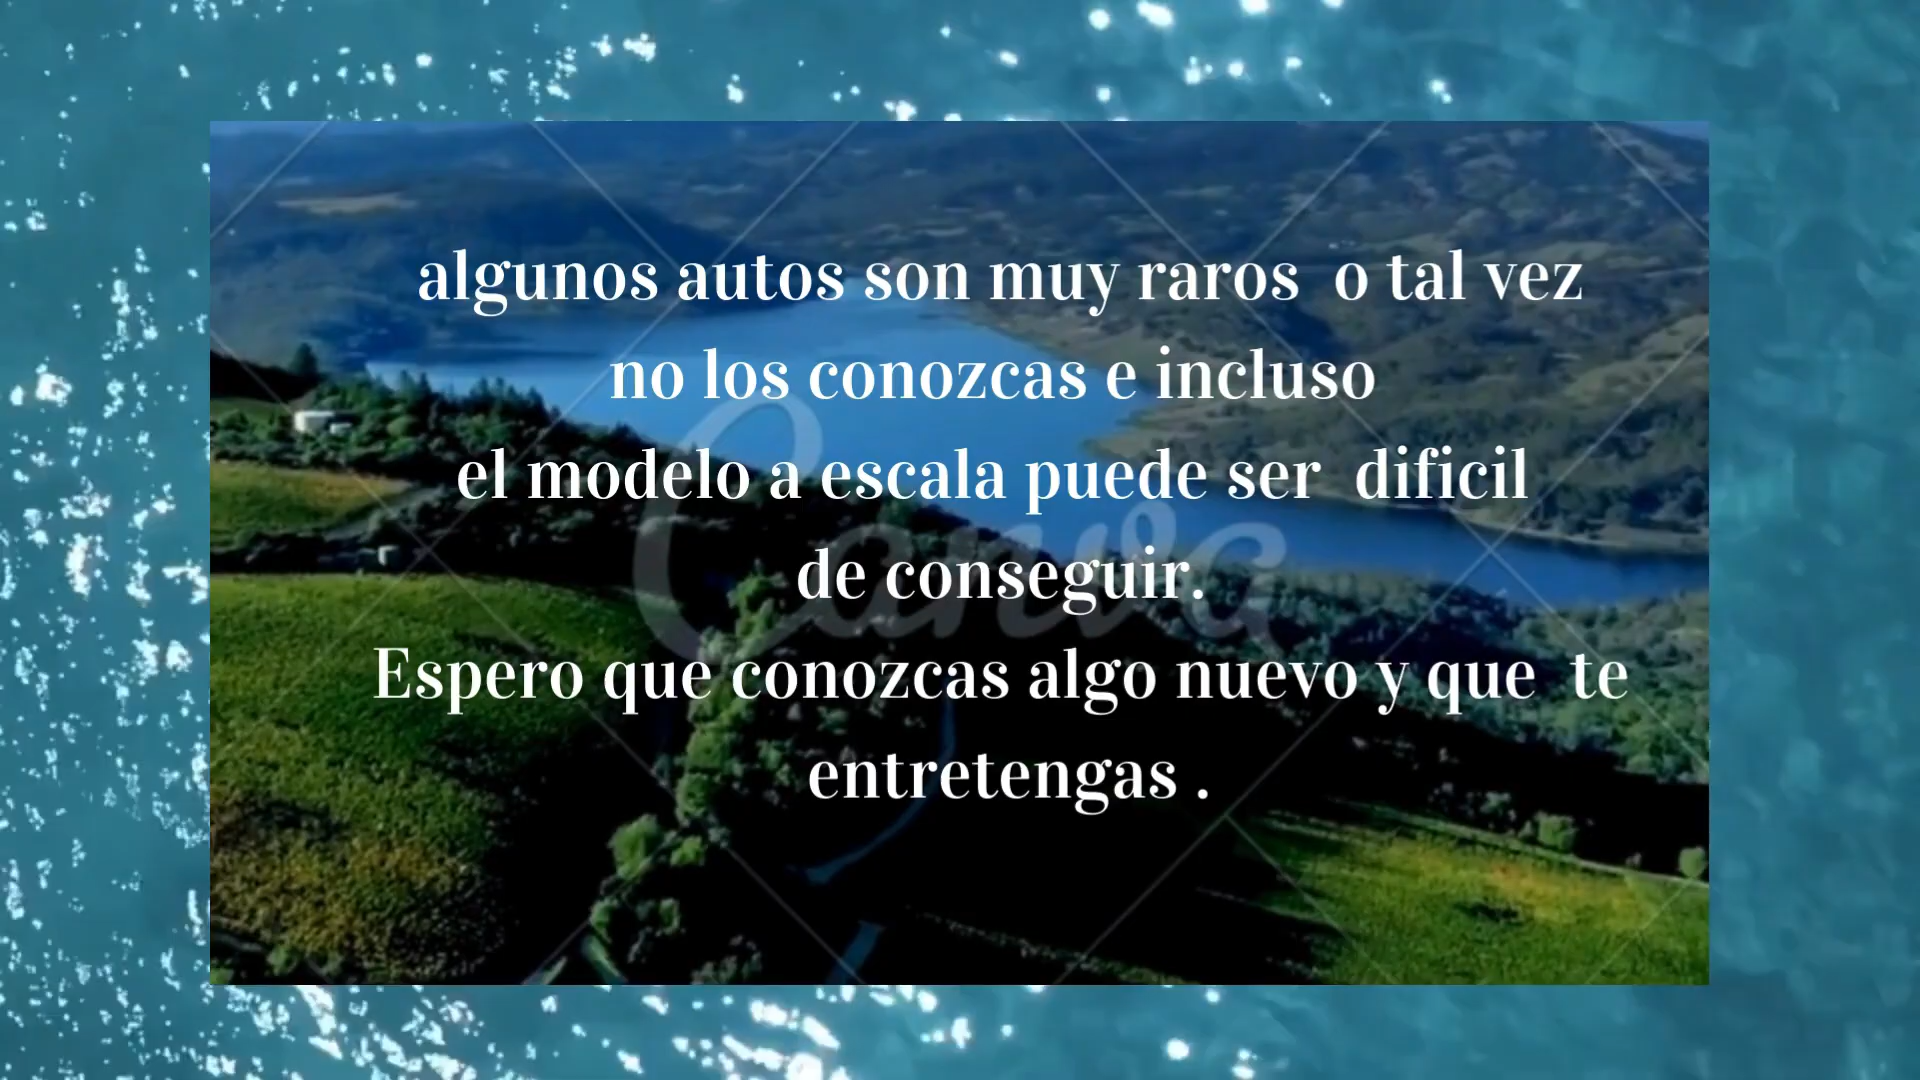 algunos autos son muy raros  o tal vez
no los conozcas e incluso
el modelo a escala puede ser  dificil
de conseguir.
Espero que conozcas algo nuevo y que  te
entretengas .
Canva